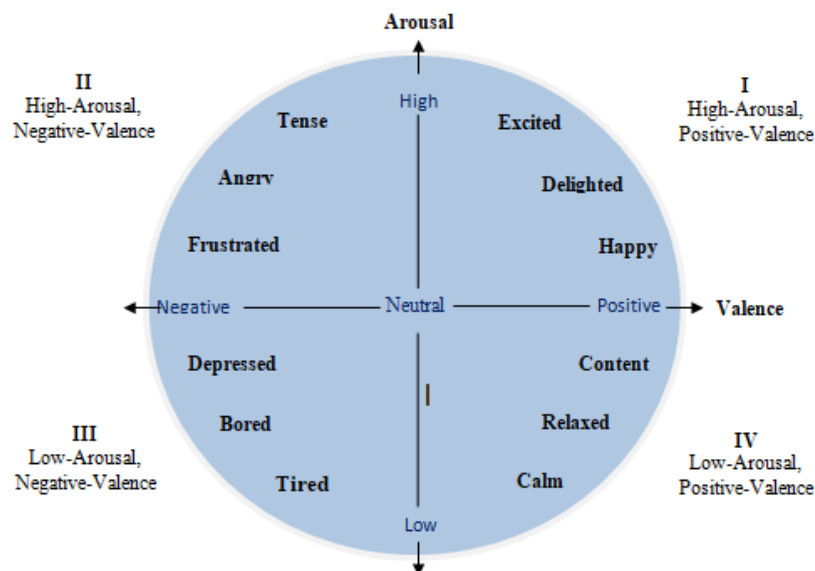 Arousal
II
High-Arousal,
Negative-Valence
I
High-Arousal,
Positive-Valence
High
Tense
Excited
Angry
Delighted
Frustrated
Happy
Negative
Neutral
Positive
Valence
Depressed
Content
Bored
Relaxed
III
Low-Arousal,
Negative-Valence
IV
Low-Arousal,
Positive-Valence
Tired
Calm
Low